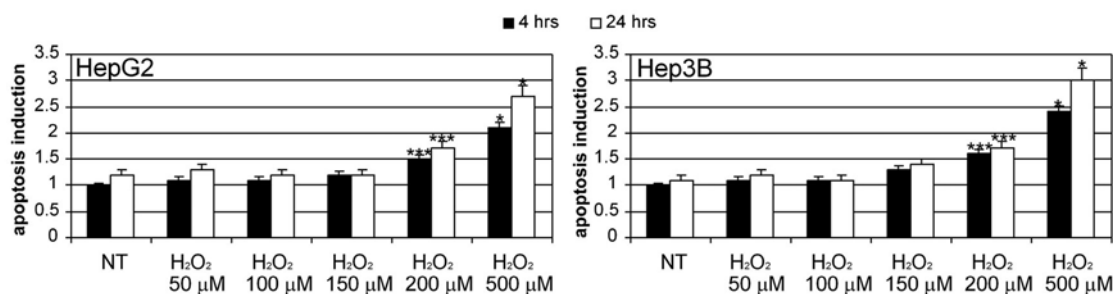 4 hrs 24 hrs
HepG2
apoptosis induction
3.5
3
2.5
2
1.5
1
0.5
0
*** *** * *
NT H₂O₂ H₂O₂ H₂O₂ H₂O₂ H₂O₂
50 µM 100 µM 150 µM 200 µM 500 µM
Hep3B
apoptosis induction
3.5
3
2.5
2
1.5
1
0.5
0
*** *** * *
NT H₂O₂ H₂O₂ H₂O₂ H₂O₂ H₂O₂
50 µM 100 µM 150 µM 200 µM 500 µM